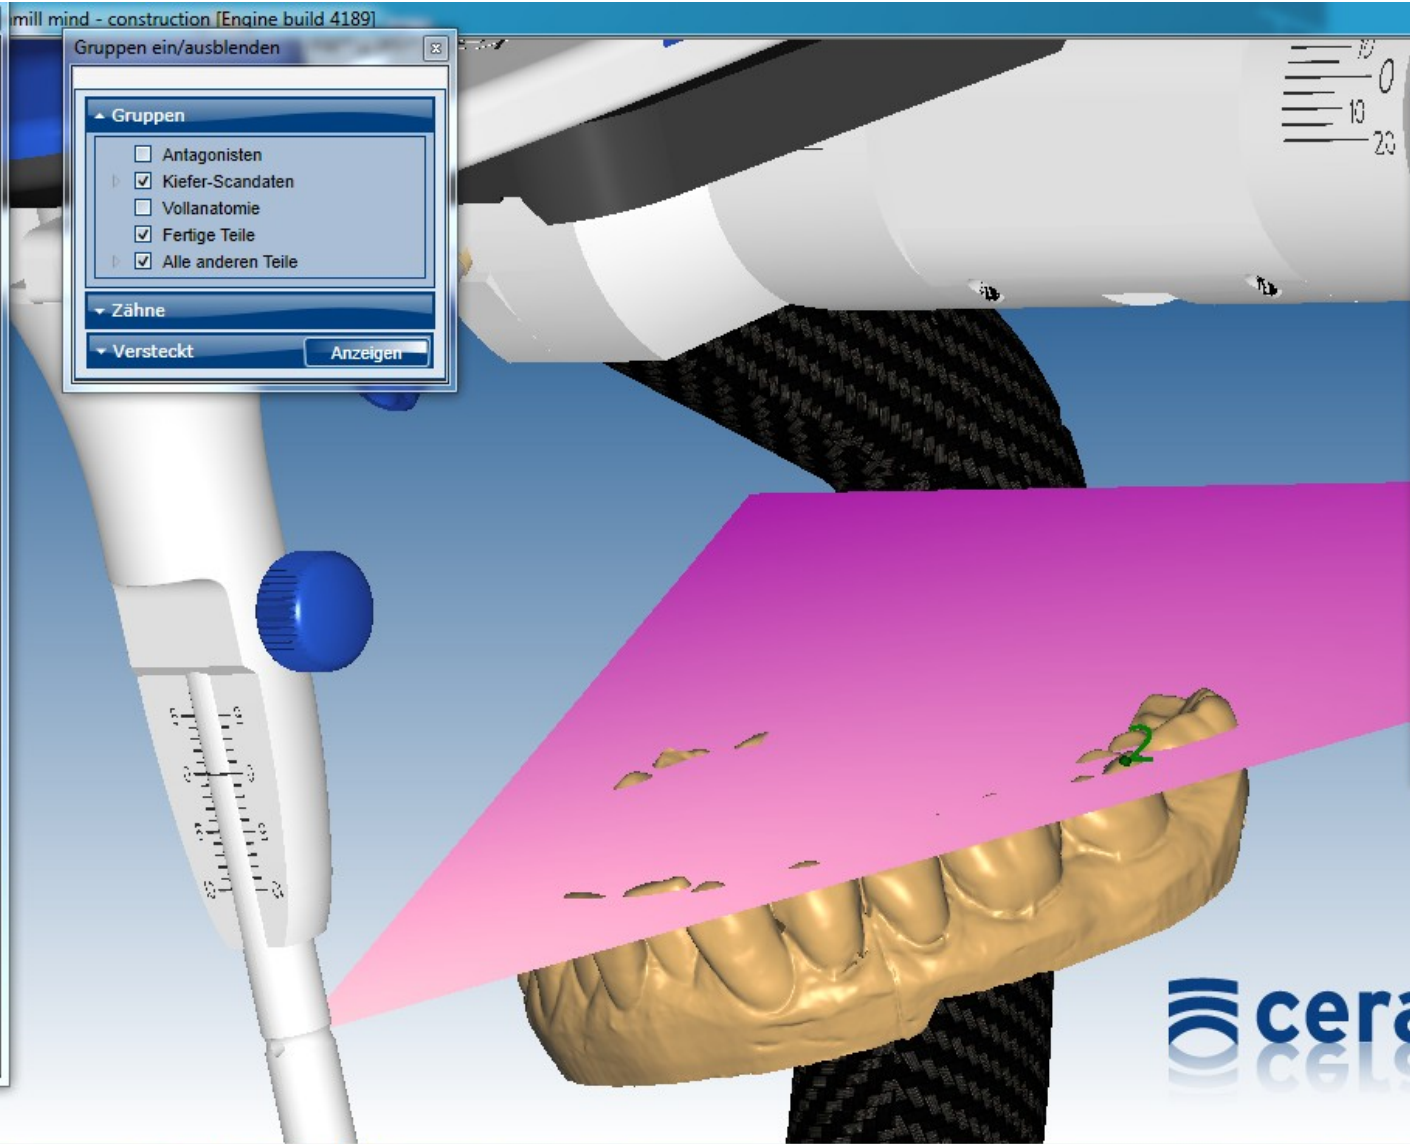 mill mind - construction [Engine build 4189]
Gruppen ein/ausblenden
Gruppen
Antagonisten
Kiefer-Scandaten
Vollanatomie
Fertige Teile
Alle anderen Teile
Zähne
Versteckt
Anzeigen
10
0
10
20
2
cera